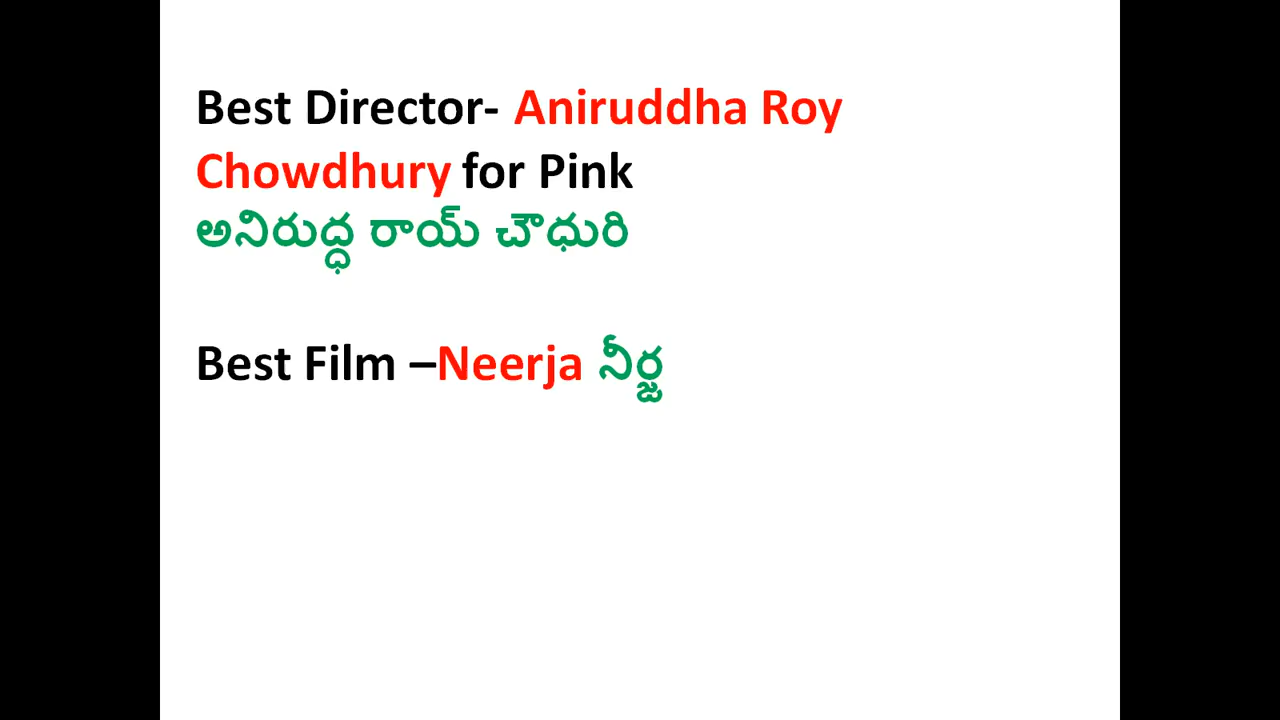 Best Director- Aniruddha Roy
Chowdhury for Pink
అనిరుద్ధ రాయ్ చౌధురి
Best Film –Neerja నీర్జ